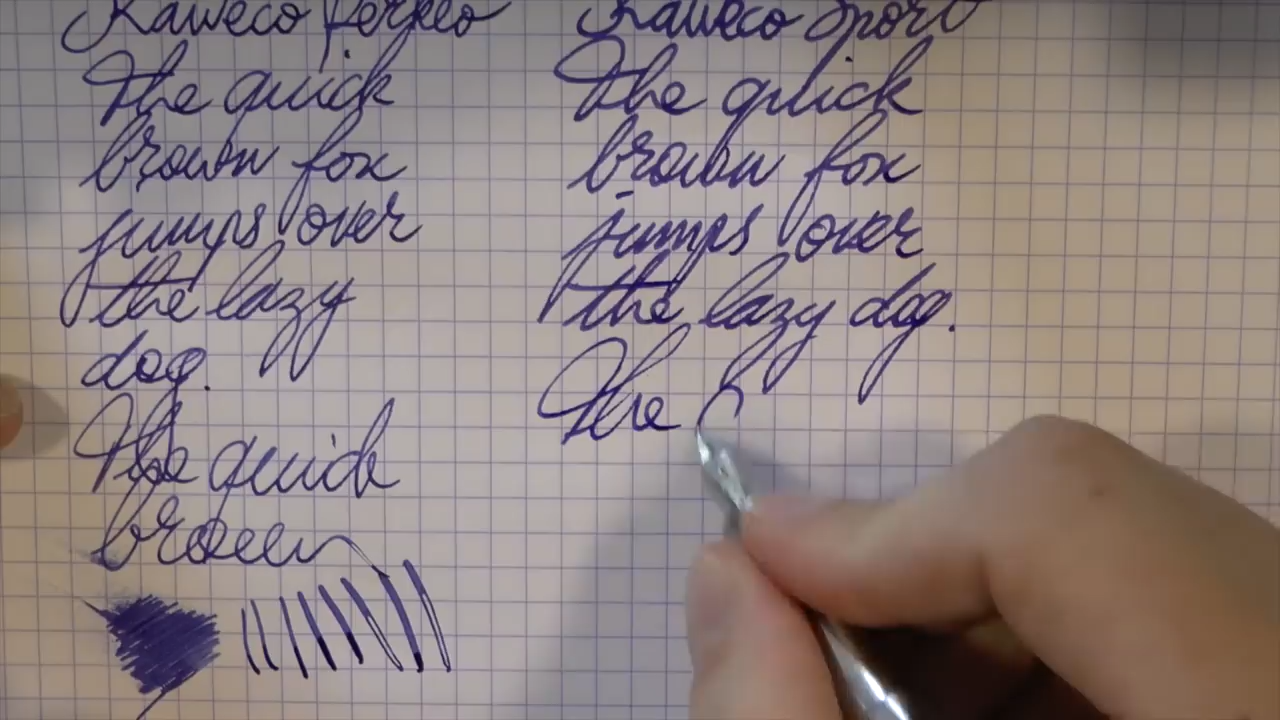 Kaweco Perkeo
The quick
brown fox
jumps over
the lazy
dog.
The quick
brown
Kaweco Sport
The quick
brown fox
jumps over
the lazy dog.
The